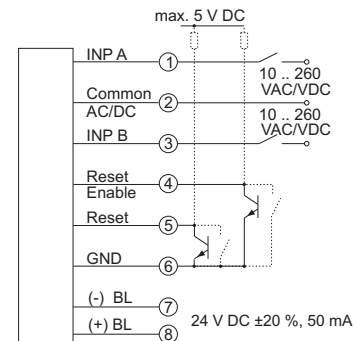 max. 5 V DC
INP A
1
10 .. 260
VAC/VDC
Common
AC/DC
2
10 .. 260
VAC/VDC
INP B
3
Reset
Enable
4
Reset
5
GND
6
(-) BL
7
24 V DC ±20 %, 50 mA
(+) BL
8